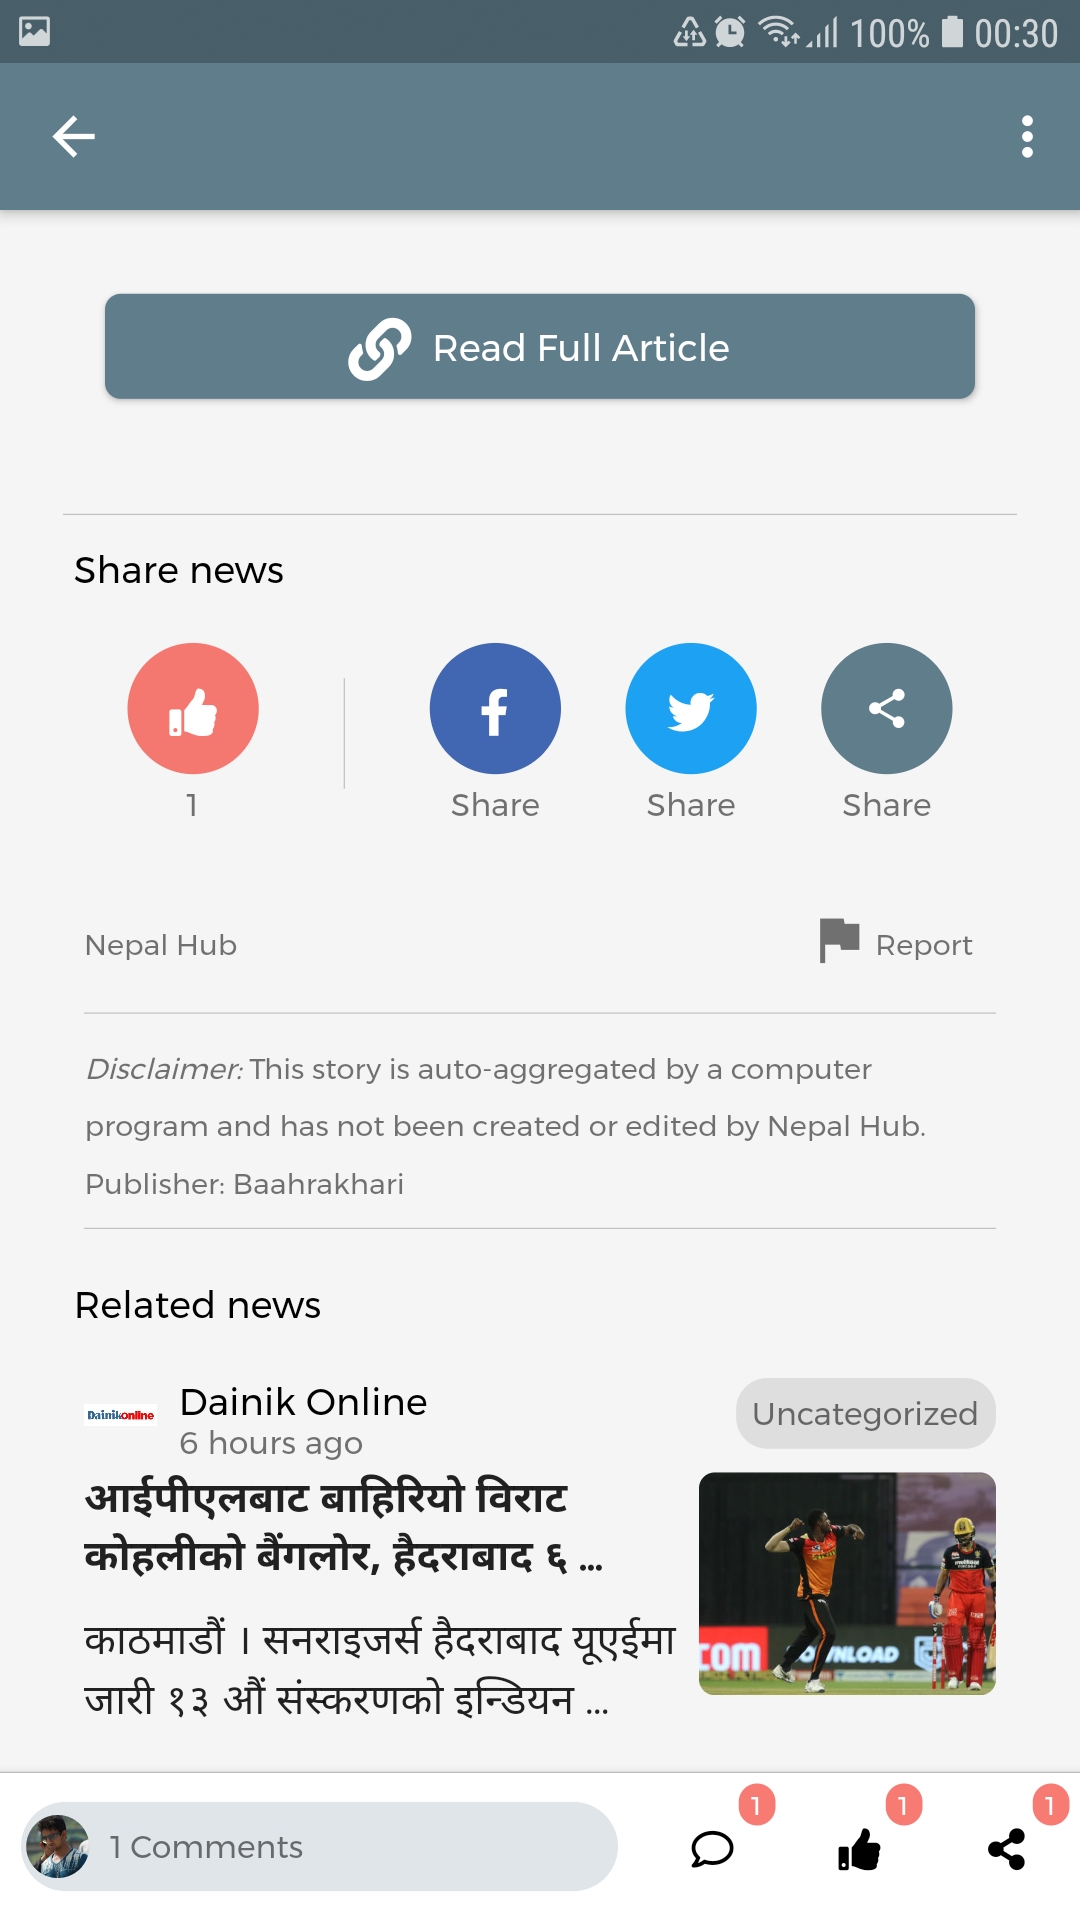 100% 00:30
Read Full Article
Share news
1
Share
Share
Share
Nepal Hub
Report
Disclaimer: This story is auto-aggregated by a computer
program and has not been created or edited by Nepal Hub.
Publisher: Baahrakhari
Related news
Dainikonline
Dainik Online
6 hours ago
Uncategorized
आईपीएलबाट बाहिरियो विराट
कोहलीको बैंगलोर, हैदराबाद ६ ...
काठमाडौं । सनराइजर्स हैदराबाद यूएईमा
जारी १३ औं संस्करणको इन्डियन ...
1 Comments
1
1
1